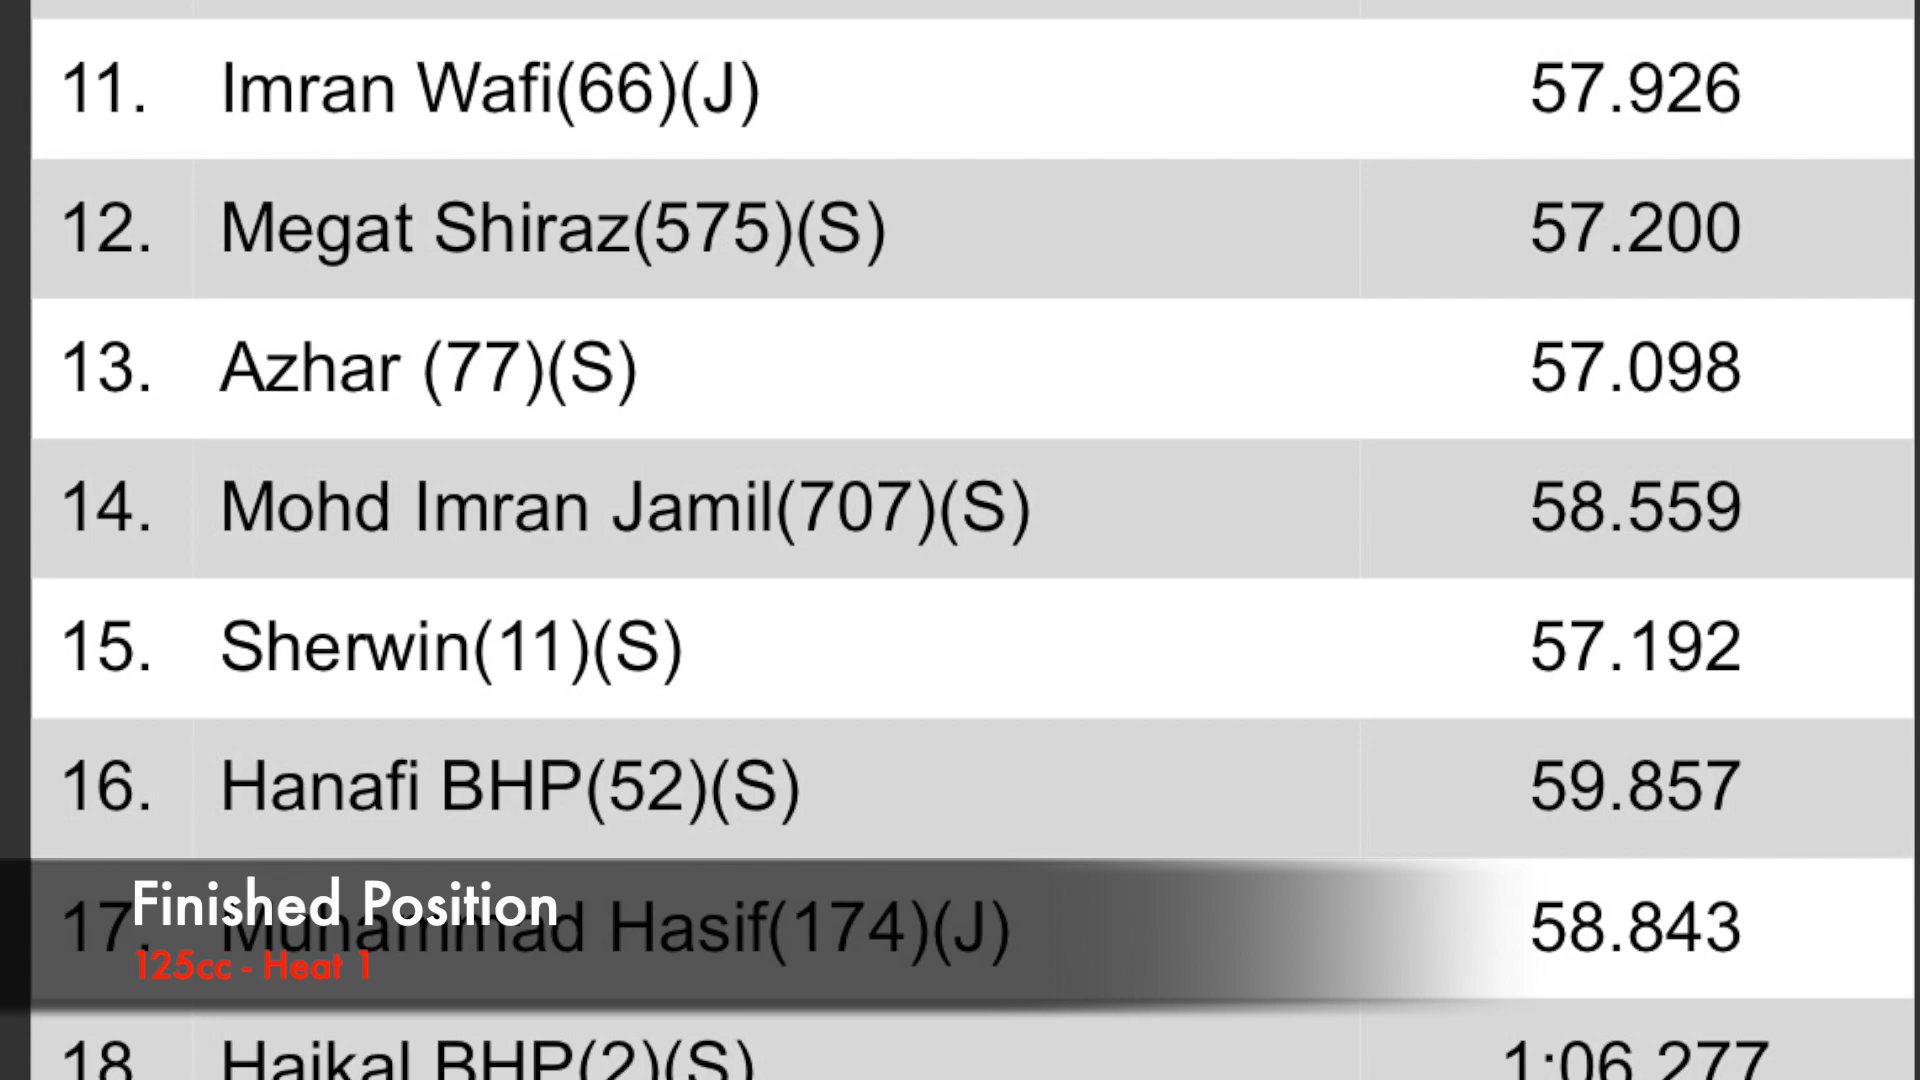 11. Imran Wafi(66)(J) 57.926
12. Megat Shiraz(575)(S) 57.200
13. Azhar (77)(S) 57.098
14. Mohd Imran Jamil(707)(S) 58.559
15. Sherwin(11)(S) 57.192
16. Hanafi BHP(52)(S) 59.857
Finished Position
17. Muhammad Hasif(174)(J) 58.843
125cc - Heat 1
18. Haikal BHP(2)(S) 1:06.277